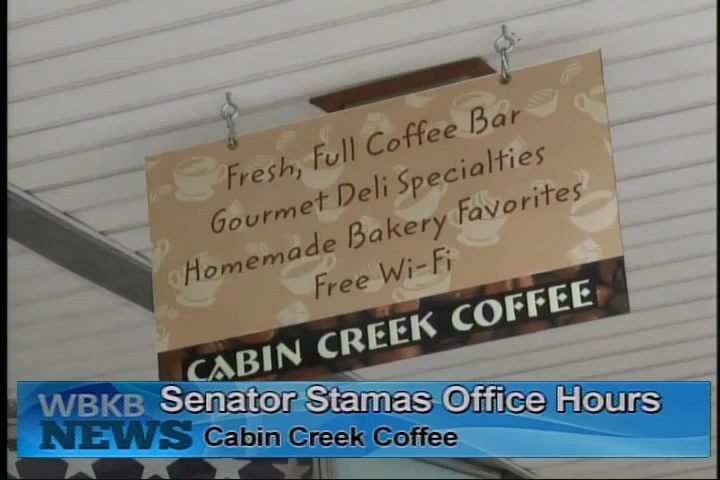 Fresh, Full Coffee Bar
Gourmet Deli Specialties
Homemade Bakery Favorites
Free Wi-Fi
CABIN CREEK COFFEE
WBKB
NEWS
Senator Stamas Office Hours
Cabin Creek Coffee